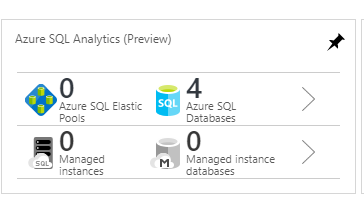 Azure SQL Analytics (Preview)
0
Azure SQL Elastic
Pools
SQL
4
Azure SQL
Databases
SQL
0
Managed
instances
M
0
Managed instance
databases